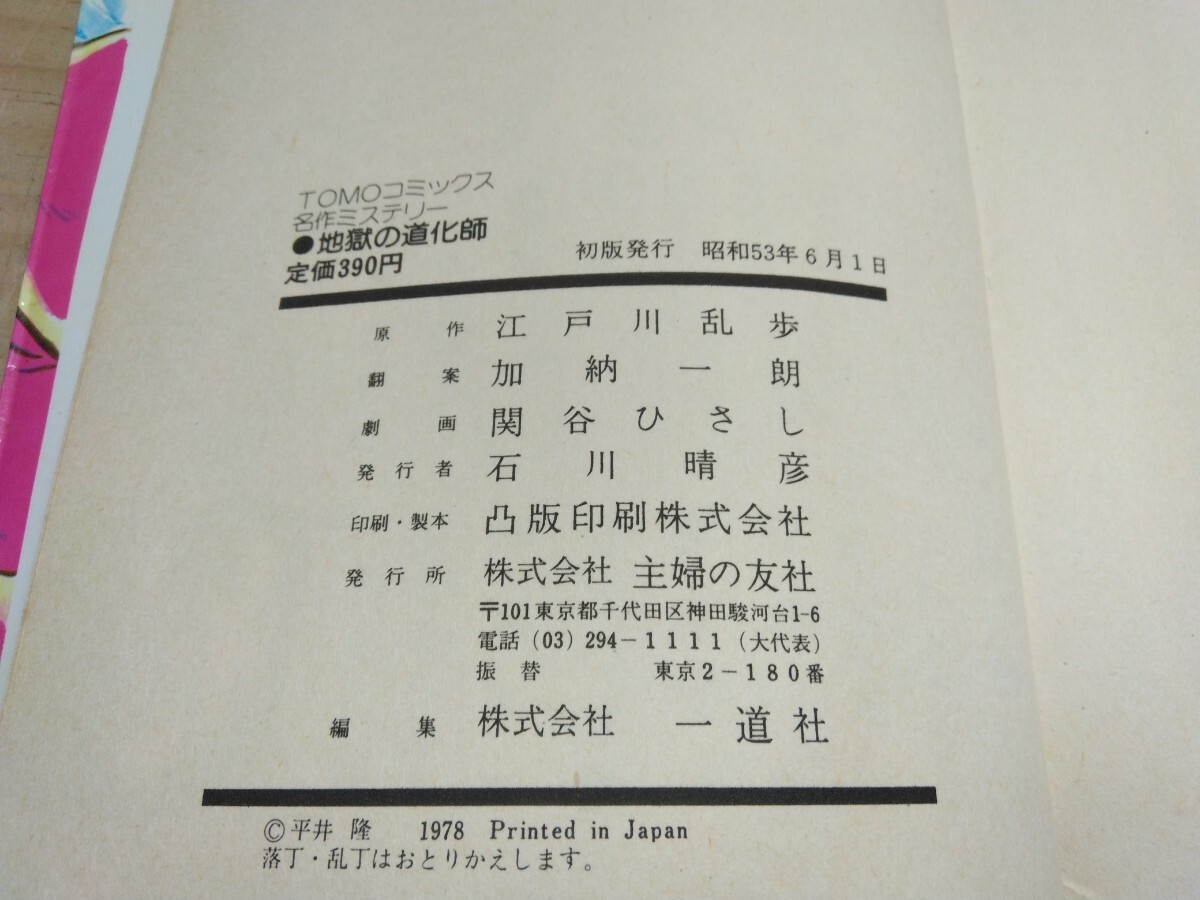 TOMOコミックス
名作ミステリー
●地獄の道化師
定価390円
初版発行 昭和53年6月1日
原作 江戸川乱歩
翻案 加納一朗
劇画 関谷ひさし
発行者 石川晴彦
印刷・製本 凸版印刷株式会社
発行所 株式会社 主婦の友社
〒101東京都千代田区神田駿河台1-6
電話(03)294-1111(大代表)
振替 東京2-180番
編集 株式会社 一道社
©平井 隆 1978 Printed in Japan
落丁・乱丁はおとりかえします。